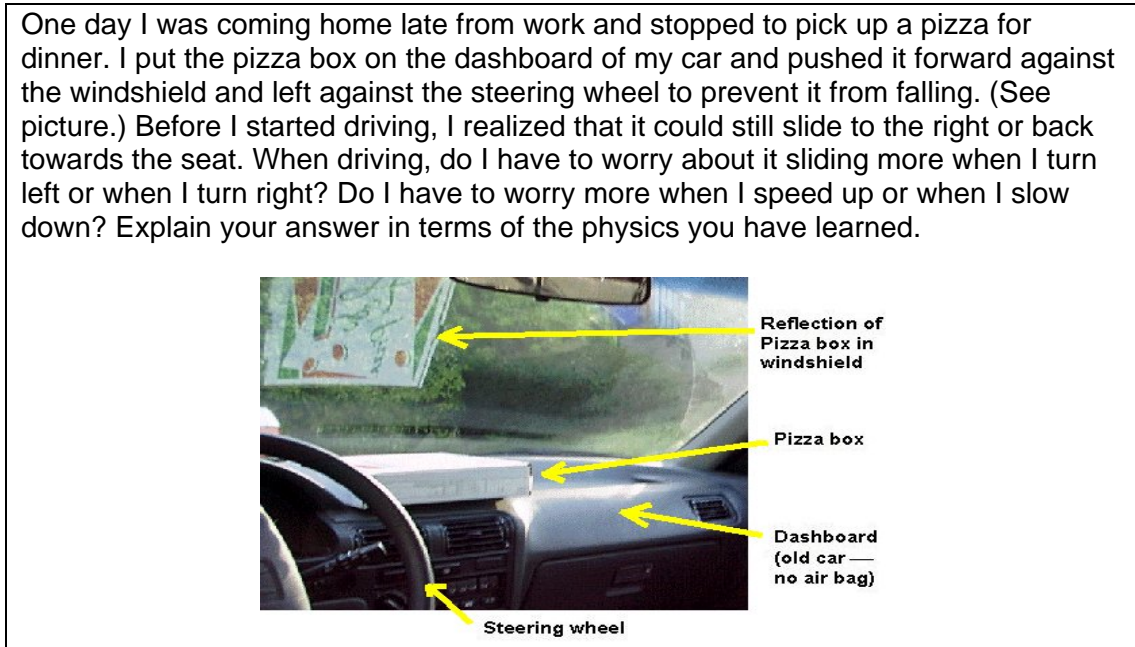 One day I was coming home late from work and stopped to pick up a pizza for
dinner. I put the pizza box on the dashboard of my car and pushed it forward against
the windshield and left against the steering wheel to prevent it from falling. (See
picture.) Before I started driving, I realized that it could still slide to the right or back
towards the seat. When driving, do I have to worry about it sliding more when I turn
left or when I turn right? Do I have to worry more when I speed up or when I slow
down? Explain your answer in terms of the physics you have learned.
Reflection of
Pizza box in
windshield
Pizza box
Dashboard
(old car —
no air bag)
Steering wheel